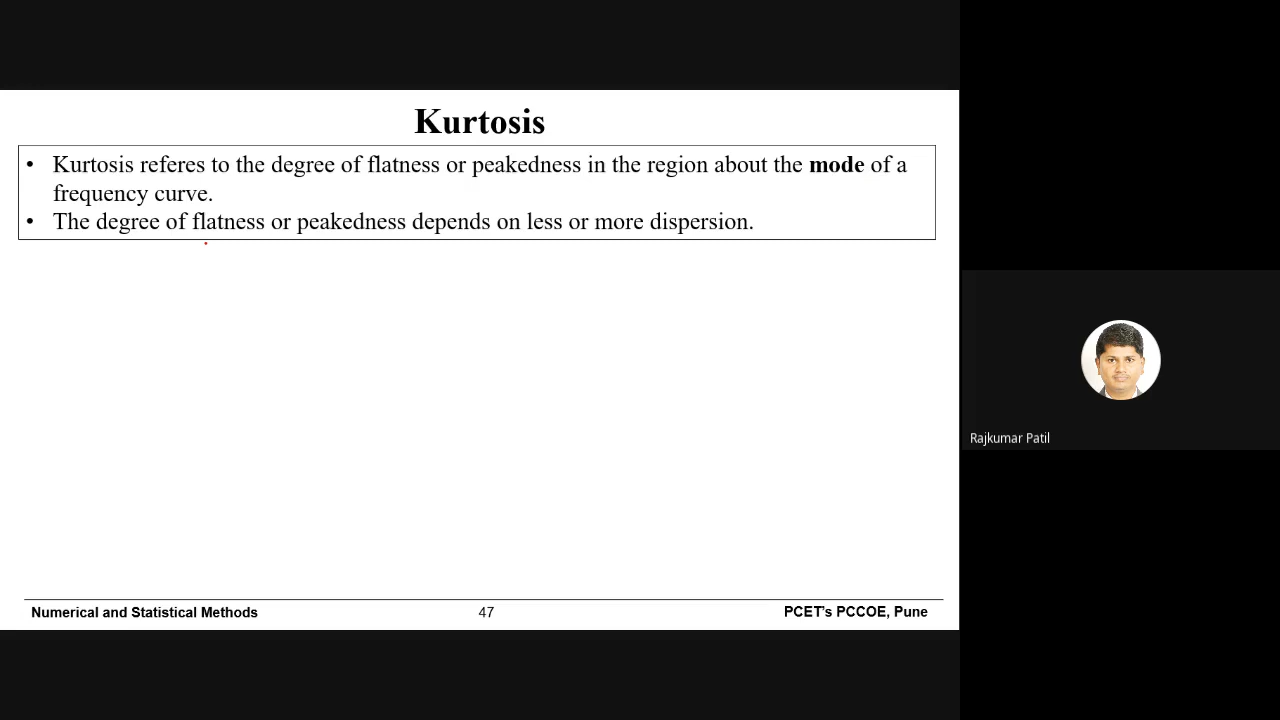 Kurtosis
• Kurtosis referes to the degree of flatness or peakedness in the region about the mode of a
frequency curve.
• The degree of flatness or peakedness depends on less or more dispersion.
Rajkumar Patil
Numerical and Statistical Methods 47 PCET's PCCOE, Pune